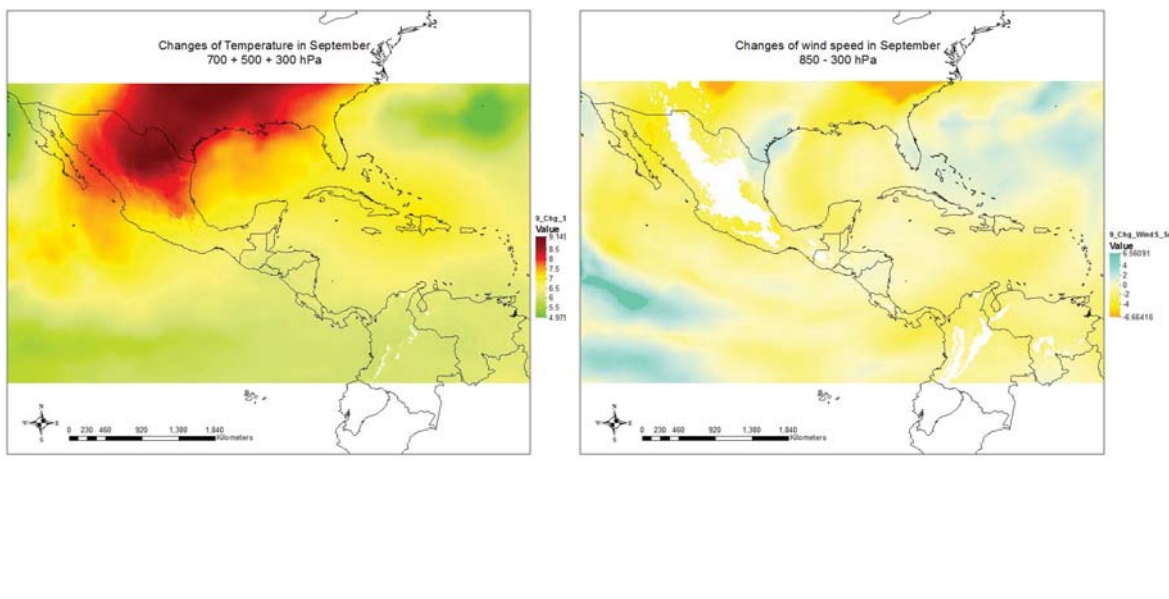 Changes of Temperature in September
700 + 500 + 300 hPa
9_Chg_1
Value
9.149
8.5
8
7.5
7
6.5
6
5.5
4.979
N
W E
S
0 230 460 920 1,380 1,840
Kilometers
Changes of wind speed in September
850 - 300 hPa
Value
6.56091
4
2
0
-2
-4
-6.66416
N
W E
S
0 230 460 920 1,380 1,840
Kilometers